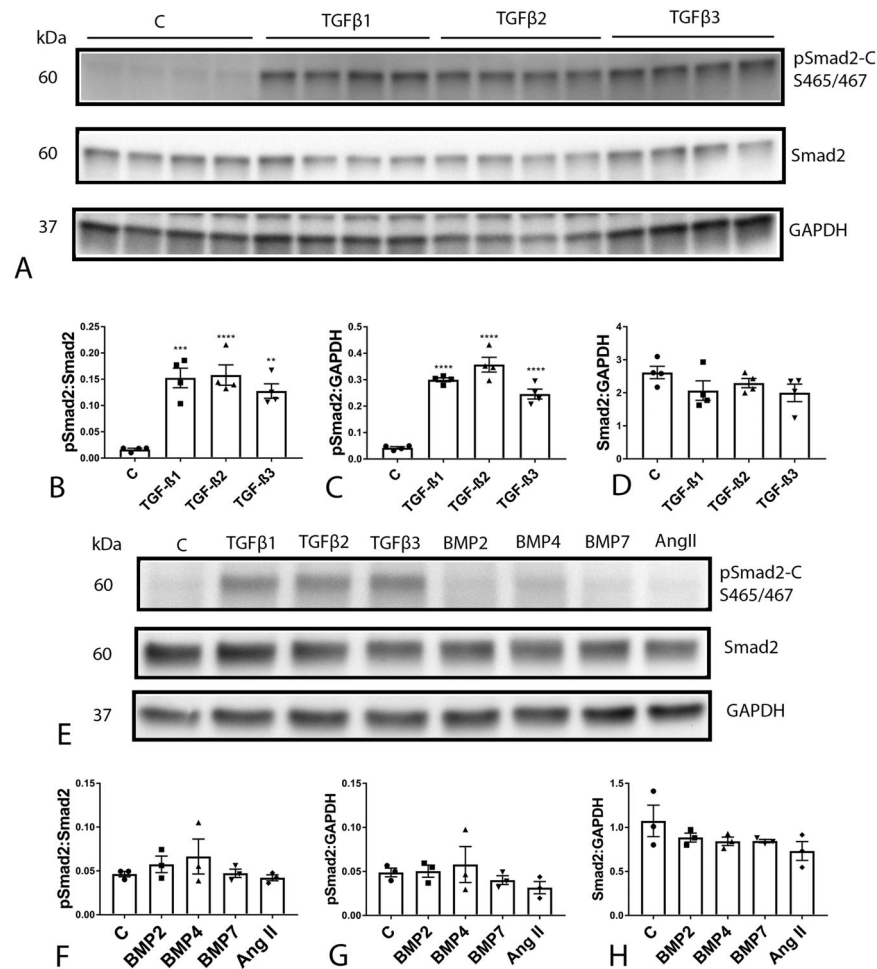 C TGFβ1 TGFβ2 TGFβ3
kDa
60 pSmad2-C
S465/467
60 Smad2
37 GAPDH
A
0.25
0.20
0.15
0.10
0.05
0.00
pSmad2:Smad2
*** **** **
C TGF-ß1 TGF-ß2 TGF-ß3
B
0.5
0.4
0.3
0.2
0.1
0.0
pSmad2:GAPDH
**** **** ****
C TGF-ß1 TGF-ß2 TGF-ß3
C
4
3
2
1
0
Smad2:GAPDH
C TGF-ß1 TGF-ß2 TGF-ß3
D
kDa C TGFβ1 TGFβ2 TGFβ3 BMP2 BMP4 BMP7 AngII
60 pSmad2-C
S465/467
60 Smad2
37 GAPDH
E
0.15
0.10
0.05
0.00
pSmad2:Smad2
C BMP2 BMP4 BMP7 Ang II
F
0.15
0.10
0.05
0.00
pSmad2:GAPDH
C BMP2 BMP4 BMP7 Ang II
G
1.5
1.0
0.5
0.0
Smad2:GAPDH
C BMP2 BMP4 BMP7 Ang II
H